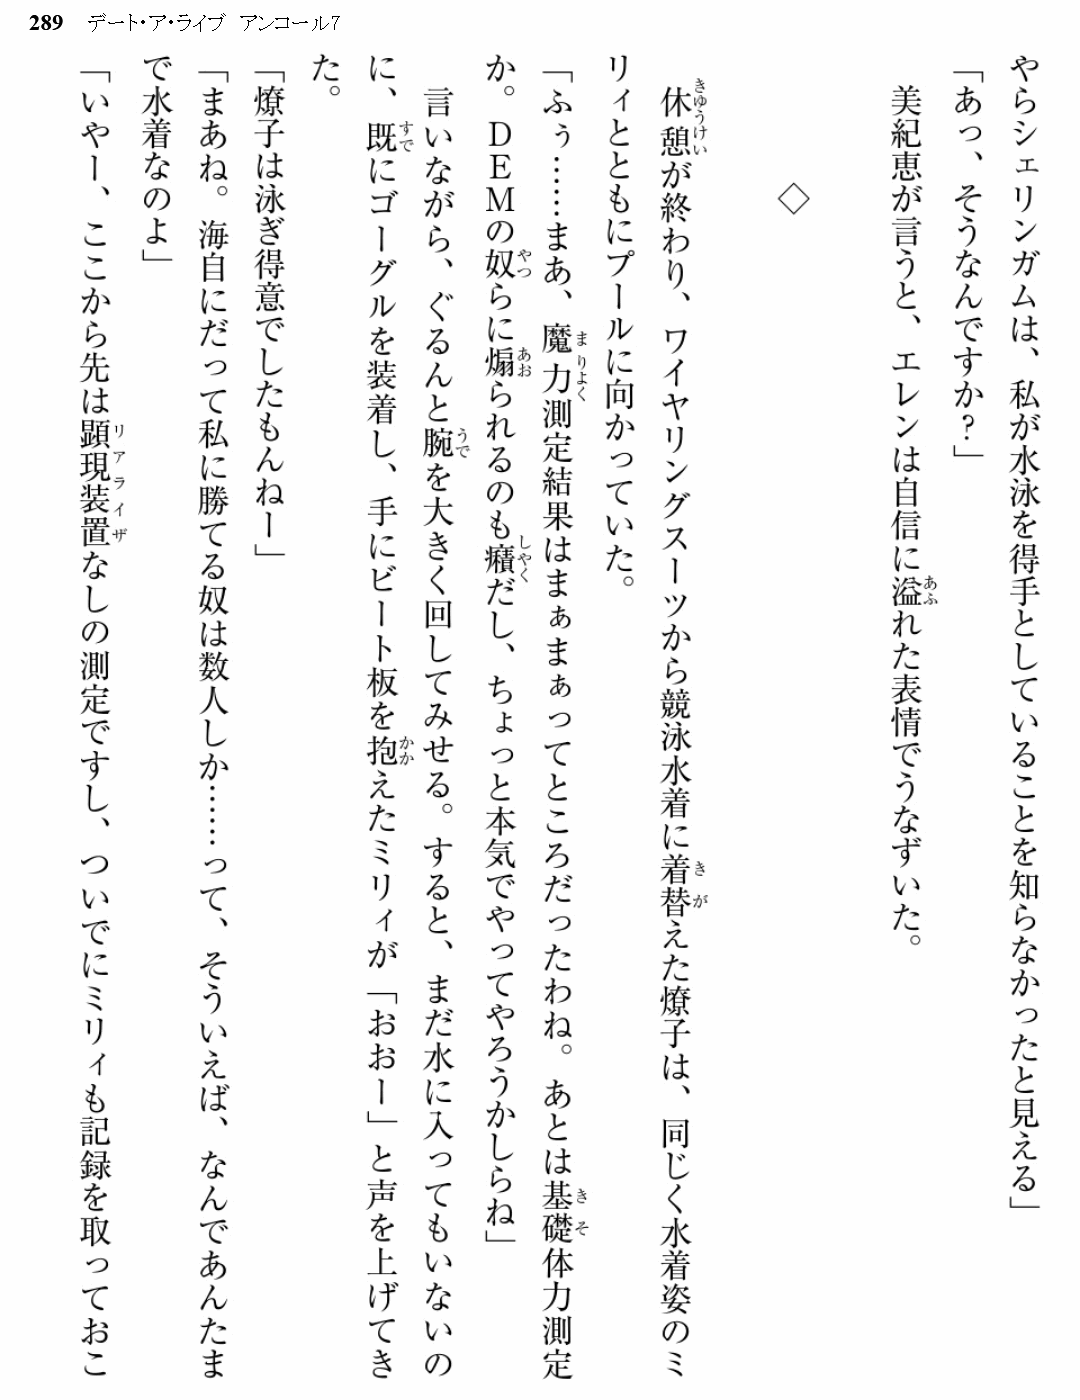 289 デート・ア・ライブ アンコール7
やらシェリンガムは、私が水泳を得手としていることを知らなかったと見える」
「あっ、そうなんですか?」
美紀恵が言うと、エレンは自信に溢れた表情でうなずいた。
◇
休憩が終わり、ワイヤリングスーツから競泳水着に着替えた燎子は、同じく水着姿のミ
リィとともにプールに向かっていた。
「ふぅ……まあ、魔力測定結果はまぁまぁってところだったわね。あとは基礎体力測定
か。DEMの奴らに煽られるのも癪だし、ちょっと本気でやってやろうかしらね」
言いながら、ぐるんと腕を大きく回してみせる。すると、まだ水に入ってもいないの
に、既にゴーグルを装着し、手にビート板を抱えたミリィが「おおー」と声を上げてき
た。
「燎子は泳ぎ得意でしたもんねー」
「まあね。海自にだって私に勝てる奴は数人しか……って、そういえば、なんであんたま
で水着なのよ」
「いやー、ここから先は顕現装置なしの測定ですし、ついでにミリィも記録を取っておこ